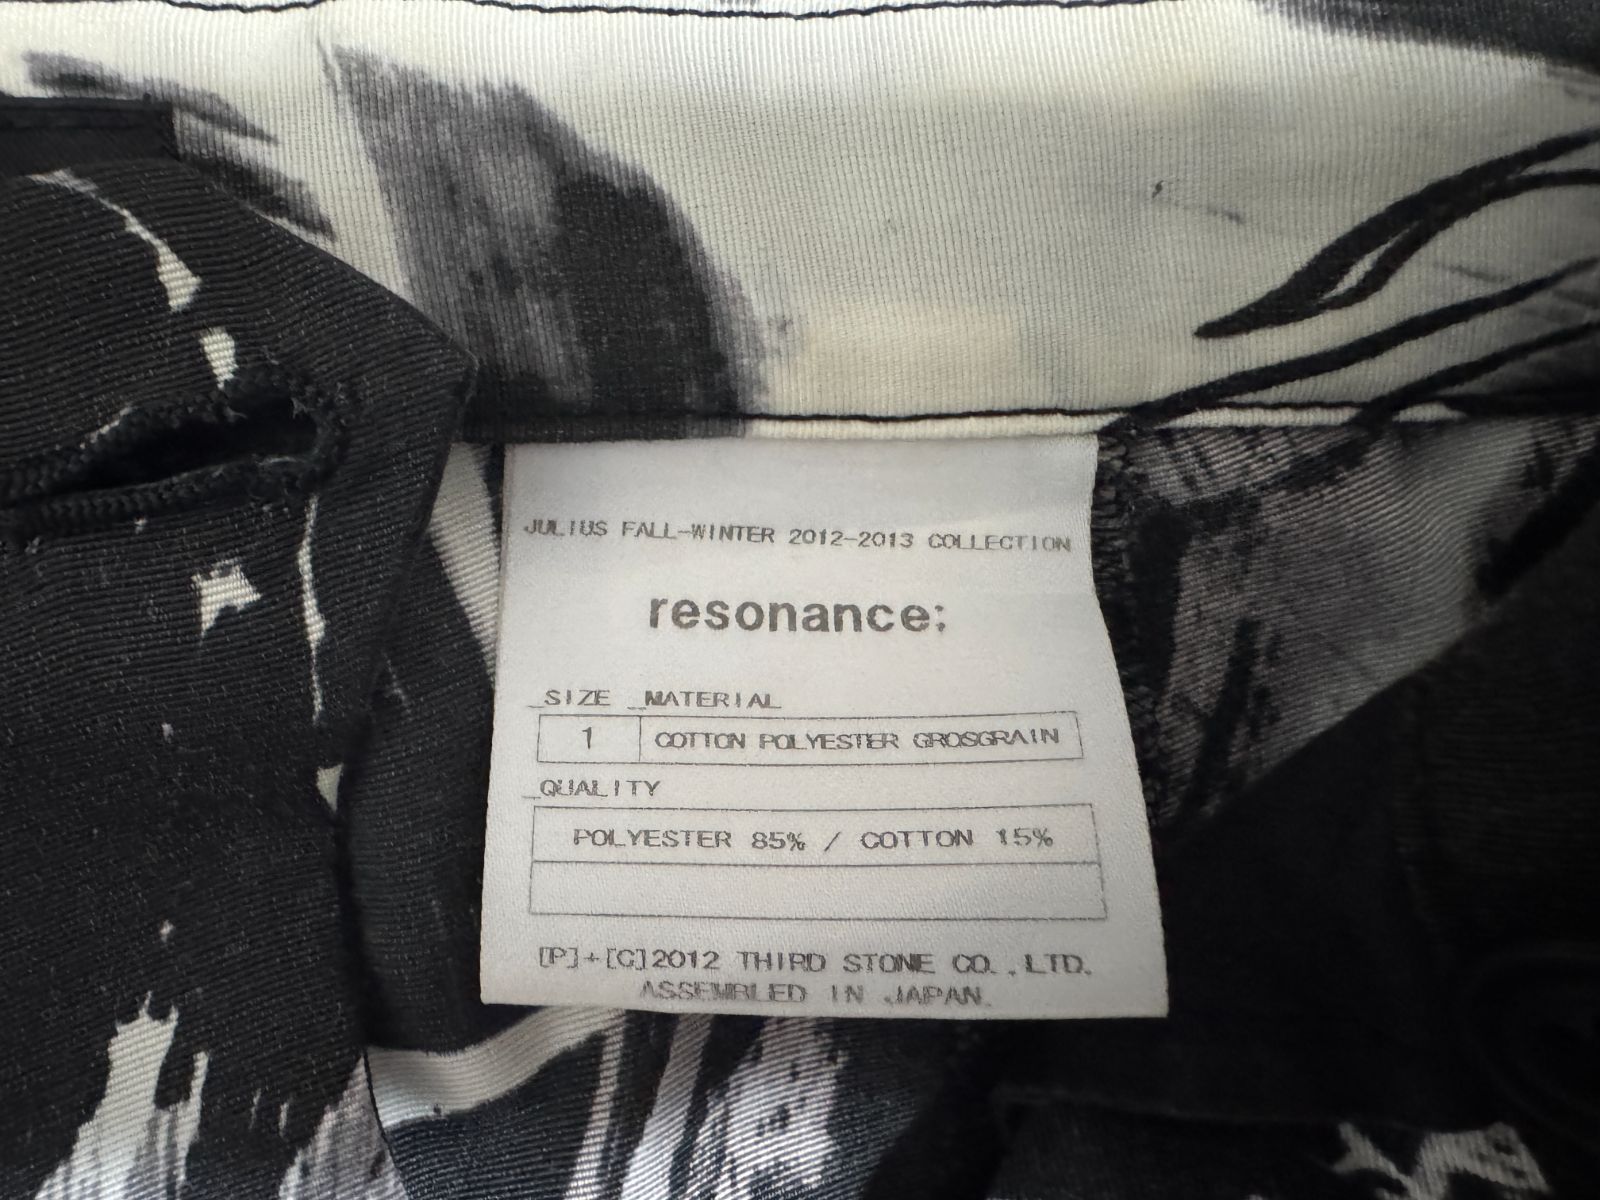 JULIUS FALL-WINTER 2012-2013 COLLECTION
resonance;
_SIZE _MATERIAL
1 COTTON POLYESTER GROSGRAIN
_QUALITY
POLYESTER 85% / COTTON 15%
[P]+[C]2012 THIRD STONE CO.,LTD.
ASSEMBLED IN JAPAN.